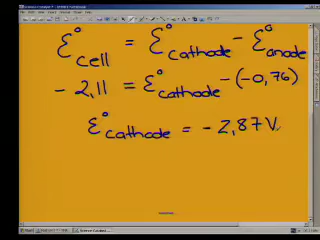 ε°cell = ε°cathode - ε°anode
- 2,11 = ε°cathode - (-0,76)
ε°cathode = - 2,87 V